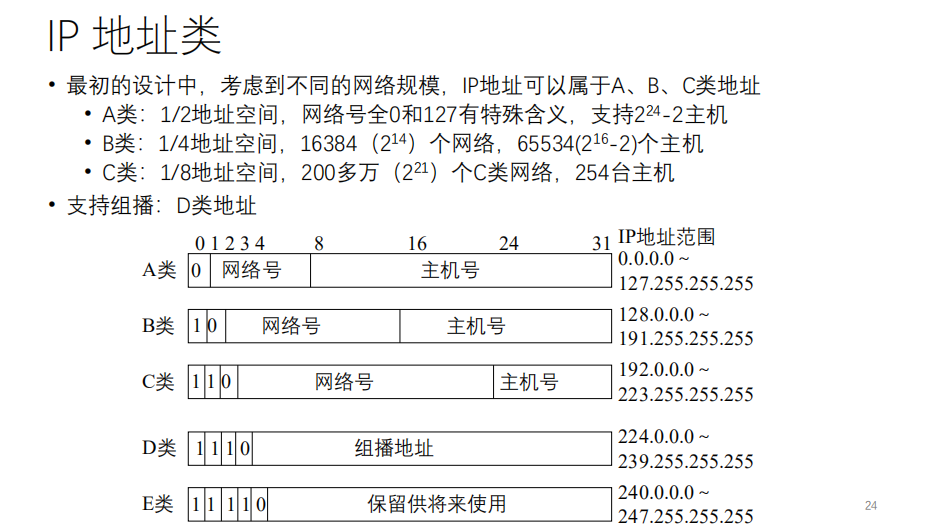 IP 地址类
• 最初的设计中，考虑到不同的网络规模，IP地址可以属于A、B、C类地址
• A类：1/2地址空间，网络号全0和127有特殊含义，支持2²⁴-2主机
• B类：1/4地址空间，16384（2¹⁴）个网络，65534(2¹⁶-2)个主机
• C类：1/8地址空间，200多万（2²¹）个C类网络，254台主机
• 支持组播：D类地址
0 1 2 3 4 8 16 24 31 IP地址范围
A类 0 网络号 主机号 0.0.0.0 ~
127.255.255.255
B类 1 0 网络号 主机号 128.0.0.0 ~
191.255.255.255
C类 1 1 0 网络号 主机号 192.0.0.0 ~
223.255.255.255
D类 1 1 1 0 组播地址 224.0.0.0 ~
239.255.255.255
E类 1 1 1 1 0 保留供将来使用 240.0.0.0 ~
247.255.255.255
24